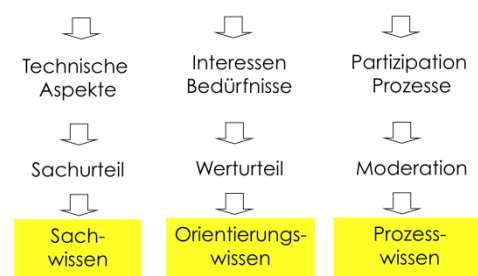 Technische
Aspekte
Interessen
Bedürfnisse
Partizipation
Prozesse
Sachurteil
Werturteil
Moderation
Sach-
wissen
Orientierungs-
wissen
Prozess-
wissen